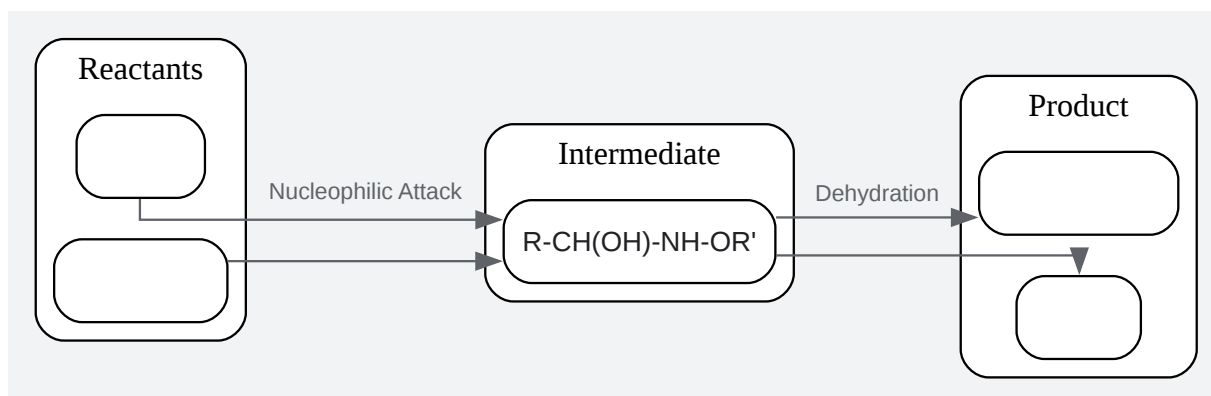 Reactants
Nucleophilic Attack
Intermediate
R-CH(OH)-NH-OR'
Dehydration
Product